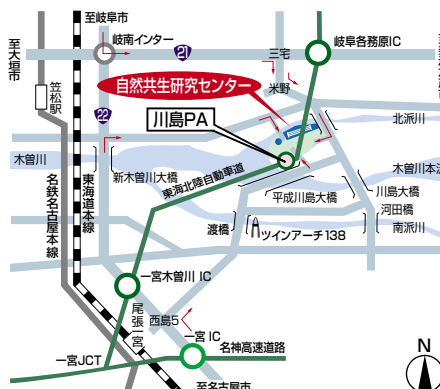 至岐阜市
岐南インター
21
三宅
岐阜各務原IC
至大垣市
笠松駅
自然共生研究センター
米野
22
川島PA
北派川
木曽川
新木曽川大橋
東海北陸自動車道
木曽川本流
平成川島大橋
川島大橋
河田橋
南派川
渡橋
ツインアーチ138
東海道本線
名鉄名古屋本線
一宮木曽川 IC
尾張一宮
西島5
一宮 IC
名神高速道路
一宮JCT
至名古屋市
N